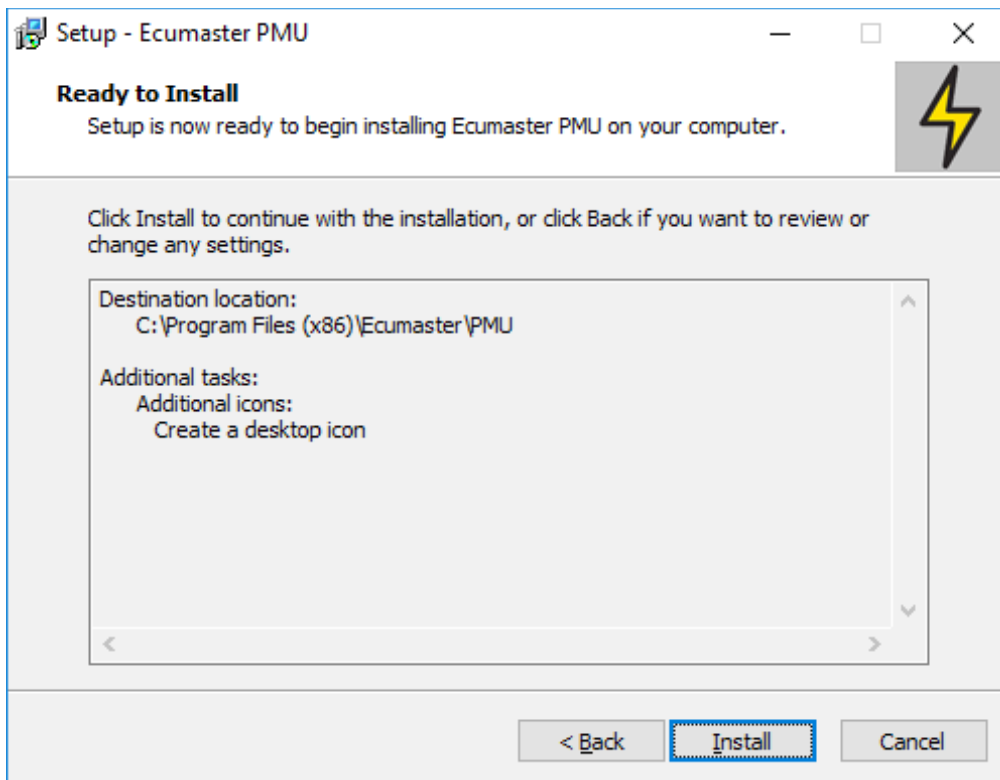 Setup - Ecumaster PMU
Ready to Install
Setup is now ready to begin installing Ecumaster PMU on your computer.
Click Install to continue with the installation, or click Back if you want to review or
change any settings.
Destination location:
C:\Program Files (x86)\Ecumaster\PMU
Additional tasks:
Additional icons:
Create a desktop icon
< Back
Install
Cancel